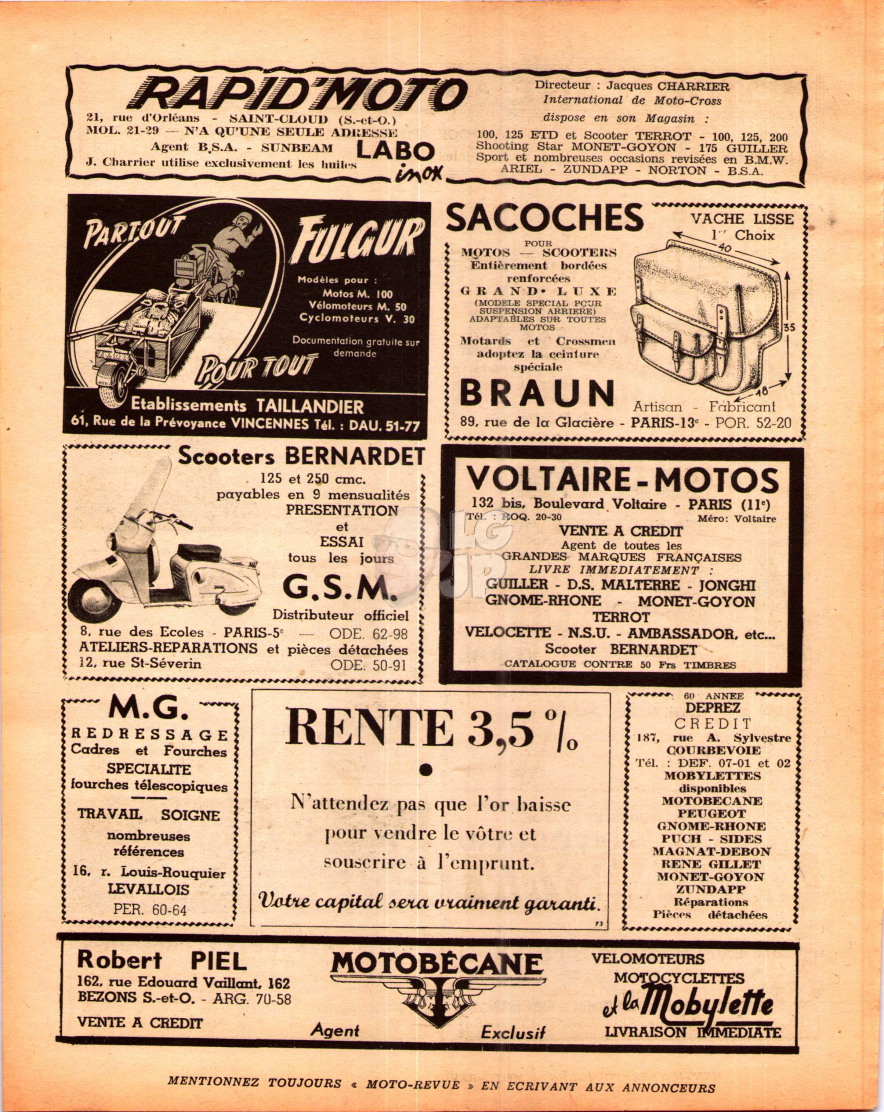 RAPID'MOTO
21, rue d'Orléans - SAINT-CLOUD (S.-et-O.)
MOL. 21-29 — N'A QU'UNE SEULE ADRESSE
Agent B.S.A. - SUNBEAM
J. Charrier utilise exclusivement les huiles
LABO
inox
Directeur : Jacques CHARRIER
International de Moto-Cross
dispose en son Magasin :
100, 125 ETD et Scooter TERROT - 100, 125, 200
Shooting Star MONET-GOYON - 175 GUILLER
Sport et nombreuses occasions revisées en B.M.W.
ARIEL - ZUNDAPP - NORTON - B.S.A.
PARTOUT
POUR TOUT
FULGUR
Modèles pour :
Motos M. 100
Vélomoteurs M. 50
Cyclomoteurs V. 30
Documentation gratuite sur
demande
Etablissements TAILLANDIER
61, Rue de la Prévoyance VINCENNES Tél. : DAU. 51-77
SACOCHES
VACHE LISSE
1er Choix
POUR
MOTOS — SCOOTERS
Entièrement bordées
renforcées
GRAND• LUXE
(MODELE SPECIAL POUR
SUSPENSION ARRIERE)
ADAPTABLES SUR TOUTES
MOTOS
Motards et Crossmen
adoptez la ceinture
spéciale
40
35
18
BRAUN
Artisan - Fabricant
89, rue de la Glacière - PARIS-13e - POR. 52-20
Scooters BERNARDET
125 et 250 cmc.
payables en 9 mensualités
PRESENTATION
et
ESSAI
tous les jours
G.S.M.
Distributeur officiel
8, rue des Ecoles - PARIS-5e — ODE. 62-98
ATELIERS-REPARATIONS et pièces détachées
12, rue St-Séverin ODE. 50-91
LG
UP
VOLTAIRE-MOTOS
132 bis, Boulevard Voltaire - PARIS (11e)
Tél. : ROQ. 20-30 Méro: Voltaire
VENTE A CREDIT
Agent de toutes les
GRANDES MARQUES FRANÇAISES
LIVRE IMMEDIATEMENT :
GUILLER - D.S. MALTERRE - JONGHI
GNOME-RHONE - MONET-GOYON
TERROT
VELOCETTE - N.S.U. - AMBASSADOR, etc...
Scooter BERNARDET
CATALOGUE CONTRE 50 Frs TIMBRES
M.G.
REDRESSAGE
Cadres et Fourches
SPECIALITE
fourches télescopiques
TRAVAIL SOIGNE
nombreuses
références
16, r. Louis-Rouquier
LEVALLOIS
PER. 60-64
RENTE 3,5 %
N'attendez pas que l'or baisse
pour vendre le vôtre et
souscrire à l'emprunt.
Votre capital sera vraiment garanti.
P3
60 ANNEE
DEPREZ
CREDIT
187, rue A. Sylvestre
COURBEVOIE
Tél. : DEF. 07-01 et 02
MOBYLETTES
disponibles
MOTOBECANE
PEUGEOT
GNOME-RHONE
PUCH - SIDES
MAGNAT-DEBON
RENE GILLET
MONET-GOYON
ZUNDAPP
Réparations
Pièces détachées
Robert PIEL
162, rue Edouard Vaillant, 162
BEZONS S.-et-O. - ARG. 70-58
VENTE A CREDIT
MOTOBÉCANE
Agent Exclusif
VELOMOTEURS
MOTOCYCLETTES
et la Mobylette
LIVRAISON IMMEDIATE
MENTIONNEZ TOUJOURS « MOTO-REVUE » EN ECRIVANT AUX ANNONCEURS